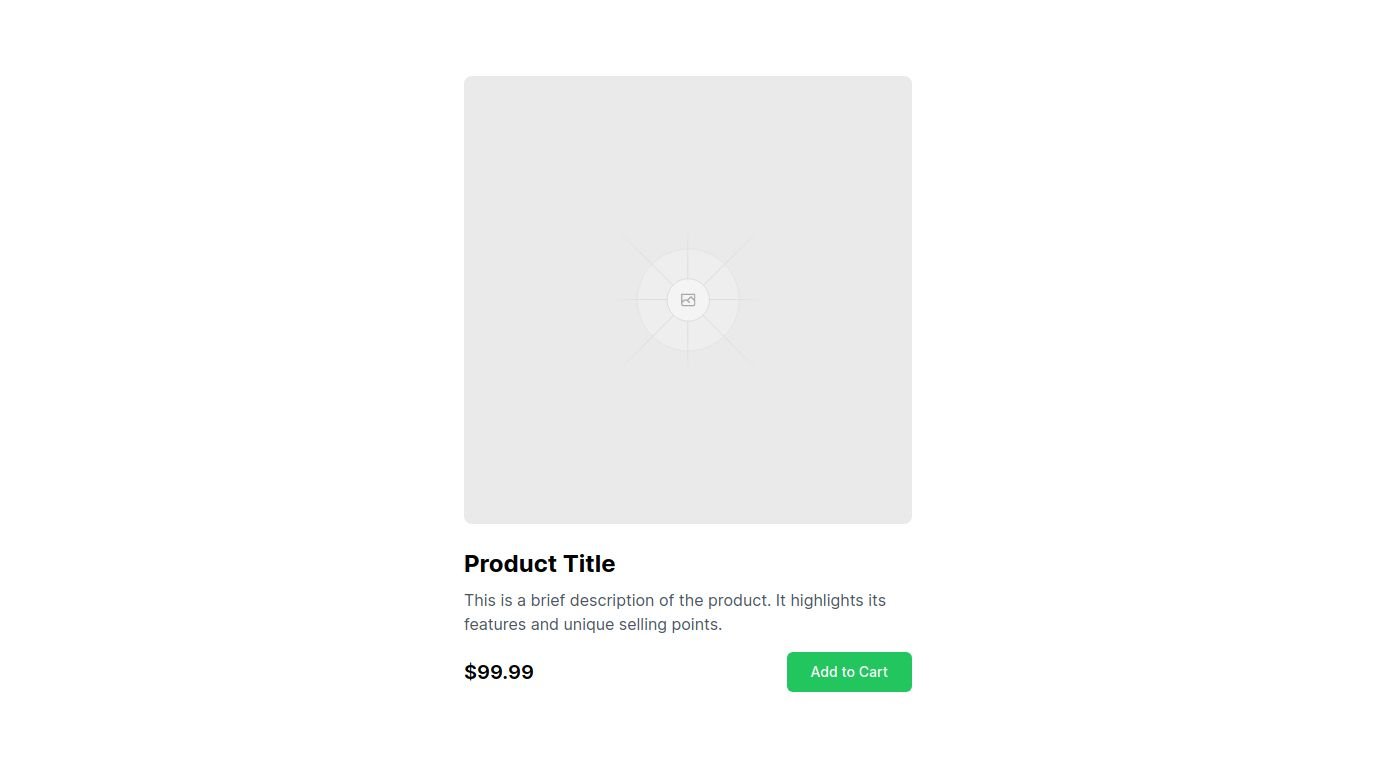 Product Title
This is a brief description of the product. It highlights its
features and unique selling points.
$99.99
Add to Cart